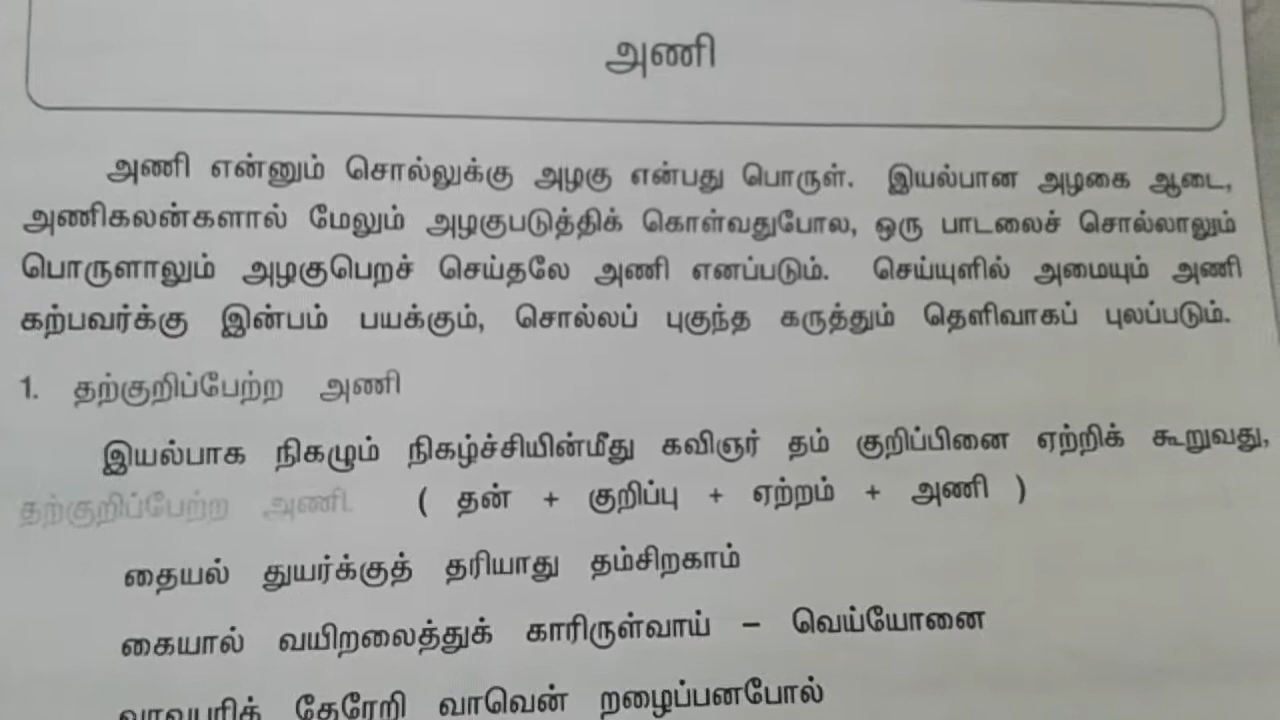 அணி
அணி என்னும் சொல்லுக்கு அழகு என்பது பொருள். இயல்பான அழகை ஆடை,
அணிகலன்களால் மேலும் அழகுபடுத்திக் கொள்வதுபோல, ஒரு பாடலைச் சொல்லாலும்
பொருளாலும் அழகுபெறச் செய்தலே அணி எனப்படும். செய்யுளில் அமையும் அணி
கற்பவர்க்கு இன்பம் பயக்கும், சொல்லப் புகுந்த கருத்தும் தெளிவாகப் புலப்படும்.
1. தற்குறிப்பேற்ற அணி
இயல்பாக நிகழும் நிகழ்ச்சியின்மீது கவிஞர் தம் குறிப்பினை ஏற்றிக் கூறுவது,
தற்குறிப்பேற்ற அணி. ( தன் + குறிப்பு + ஏற்றம் + அணி )
தையல் துயர்க்குத் தரியாது தம்சிறகாம்
கையால் வயிறலைத்துக் காரிருள்வாய் – வெய்யோனை
வாவுபரித் தேரேறி வாவென் றழைப்பனபோல்